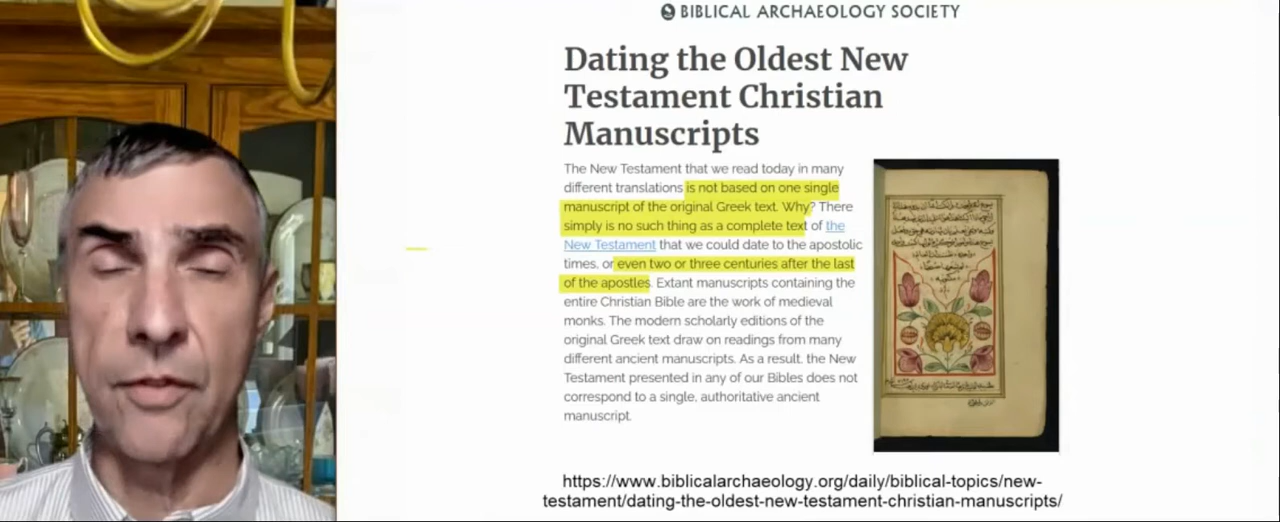 BIBLICAL ARCHAEOLOGY SOCIETY
Dating the Oldest New
Testament Christian
Manuscripts
The New Testament that we read today in many
different translations is not based on one single
manuscript of the original Greek text. Why? There
simply is no such thing as a complete text of the
New Testament that we could date to the apostolic
times, or even two or three centuries after the last
of the apostles. Extant manuscripts containing the
entire Christian Bible are the work of medieval
monks. The modern scholarly editions of the
original Greek text draw on readings from many
different ancient manuscripts. As a result, the New
Testament presented in any of our Bibles does not
correspond to a single, authoritative ancient
manuscript.
https://www.biblicalarchaeology.org/daily/biblical-topics/new-
testament/dating-the-oldest-new-testament-christian-manuscripts/